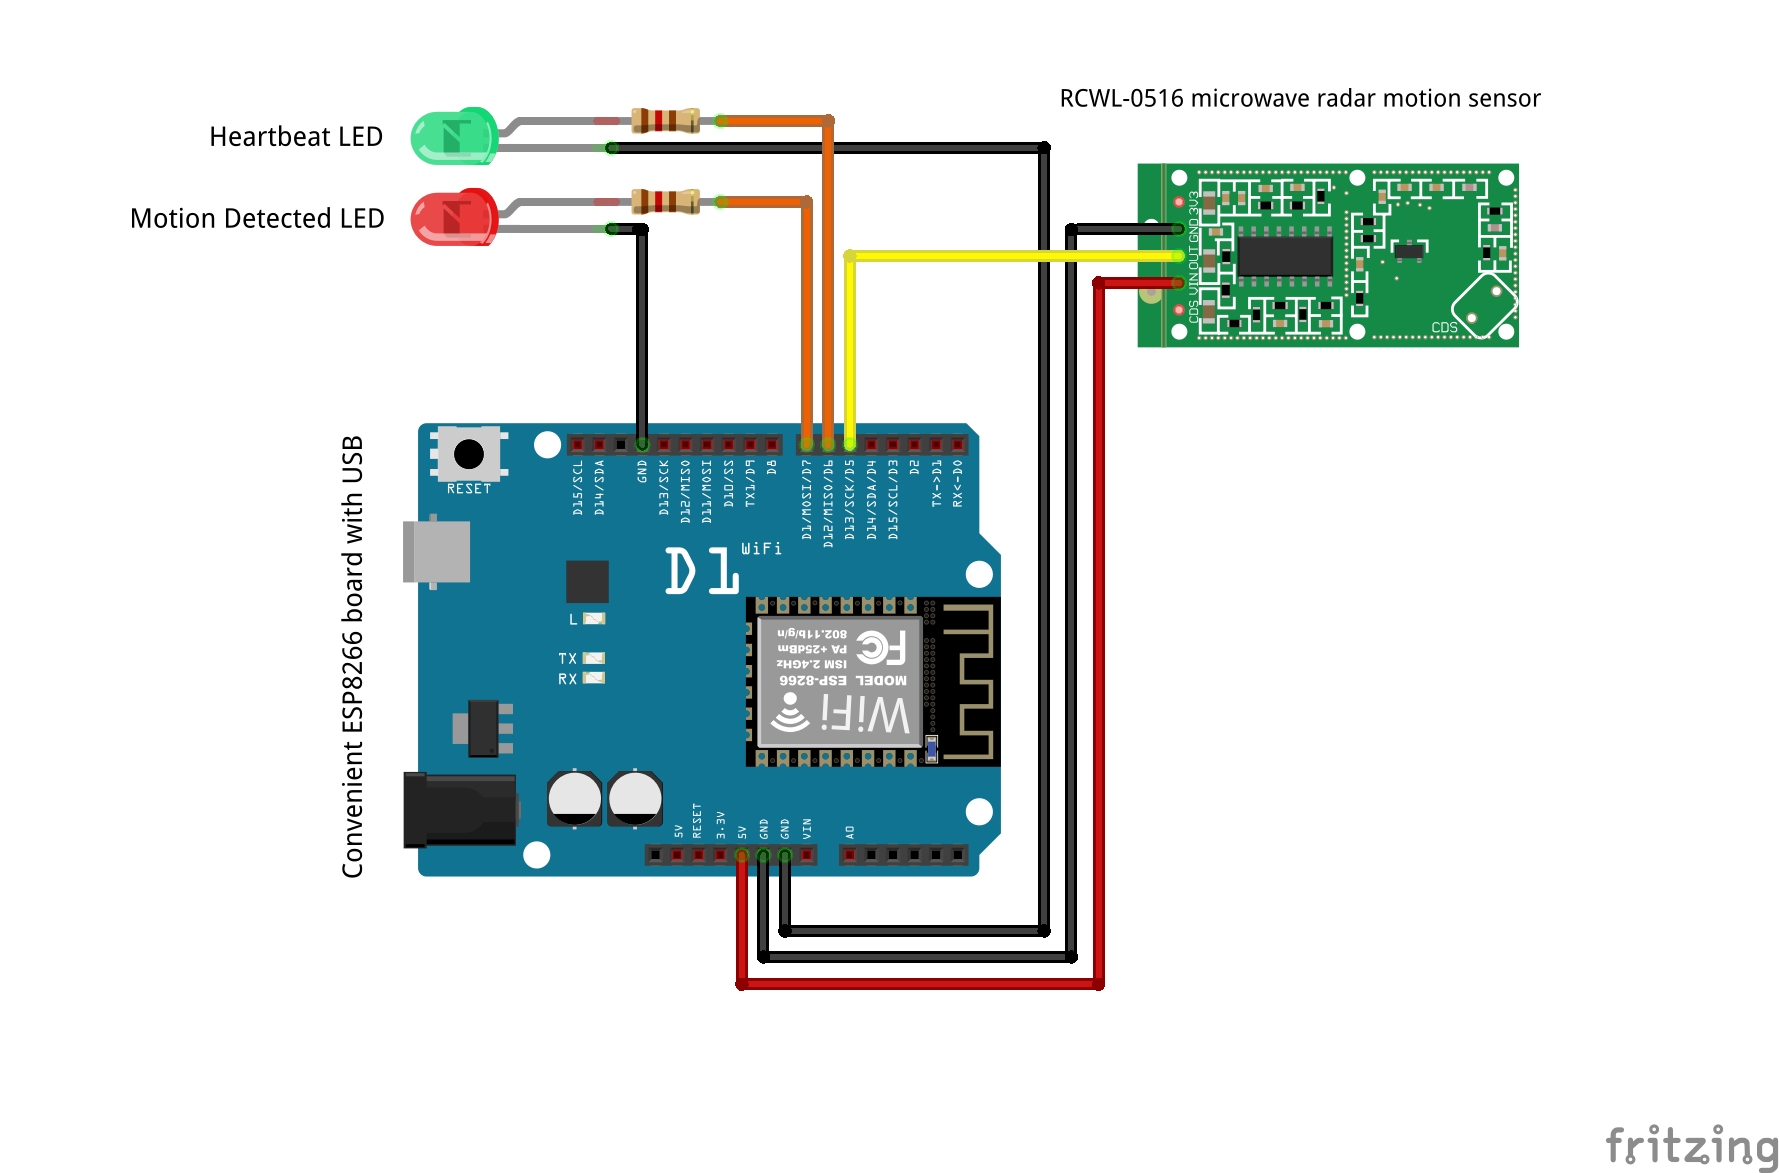 RCWL-0516 microwave radar motion sensor
Heartbeat LED
Motion Detected LED
3V3
GND
OUT
VIN
CDS
CDS
Convenient ESP8266 board with USB
RESET
D15/SCL
D14/SDA
GND
D13/SCK
D12/MISO
D11/MOSI
D10/SS
TX1/D9
D8
D1/MOSI/D7
D12/MISO/D6
D13/SCK/D5
D14/SDA/D4
D15/SCL/D3
D2
TX->D1
RX<-D0
D1 WiFi
L
TX
RX
WiFi
MODEL ESP-8266
ISM 2.4GHz
PA +25dBm
802.11b/g/n
FC
5V
RESET
3.3V
5V
GND
GND
VIN
A0
fritzing